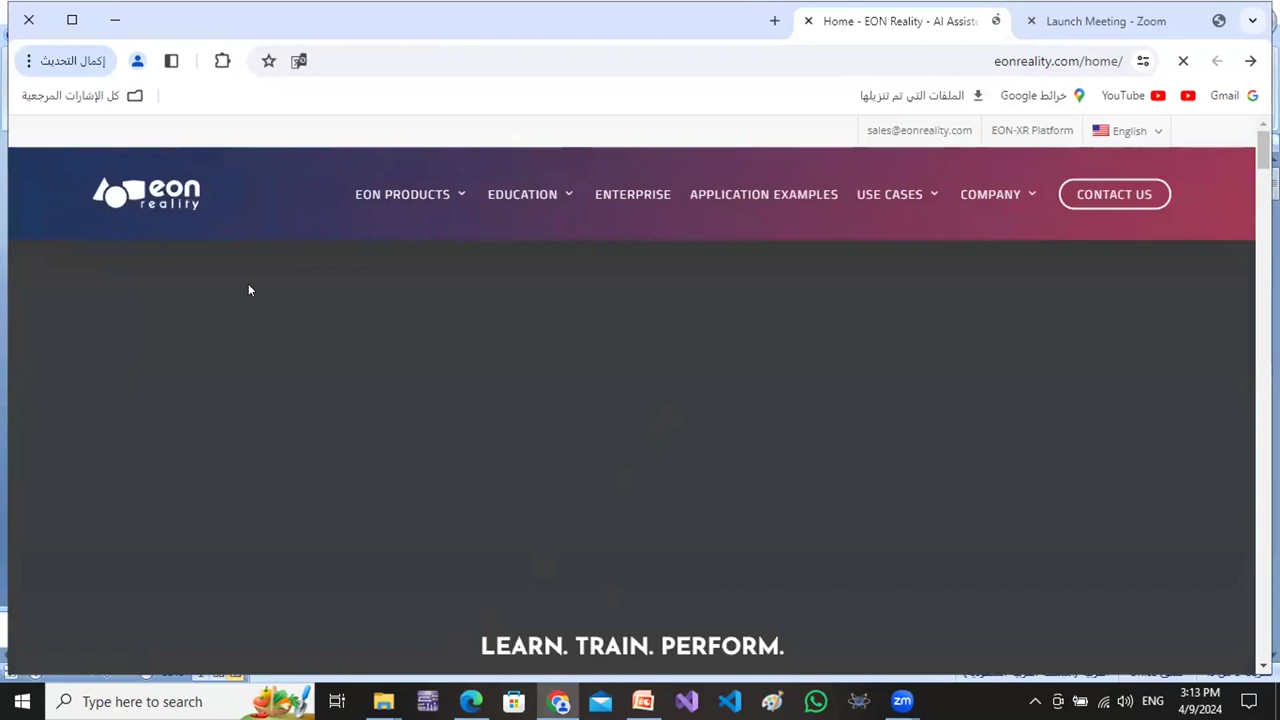 Home - EON Reality - AI Assiste
Launch Meeting - Zoom
إكمال التحديث
eonreality.com/home/
كل الإشارات المرجعية
الملفات التي تم تنزيلها
خرائط Google
YouTube
Gmail
sales@eonreality.com
EON-XR Platform
English
eon reality
EON PRODUCTS
EDUCATION
ENTERPRISE
APPLICATION EXAMPLES
USE CASES
COMPANY
CONTACT US
LEARN. TRAIN. PERFORM.
Type here to search
zm
ENG
3:13 PM
4/9/2024